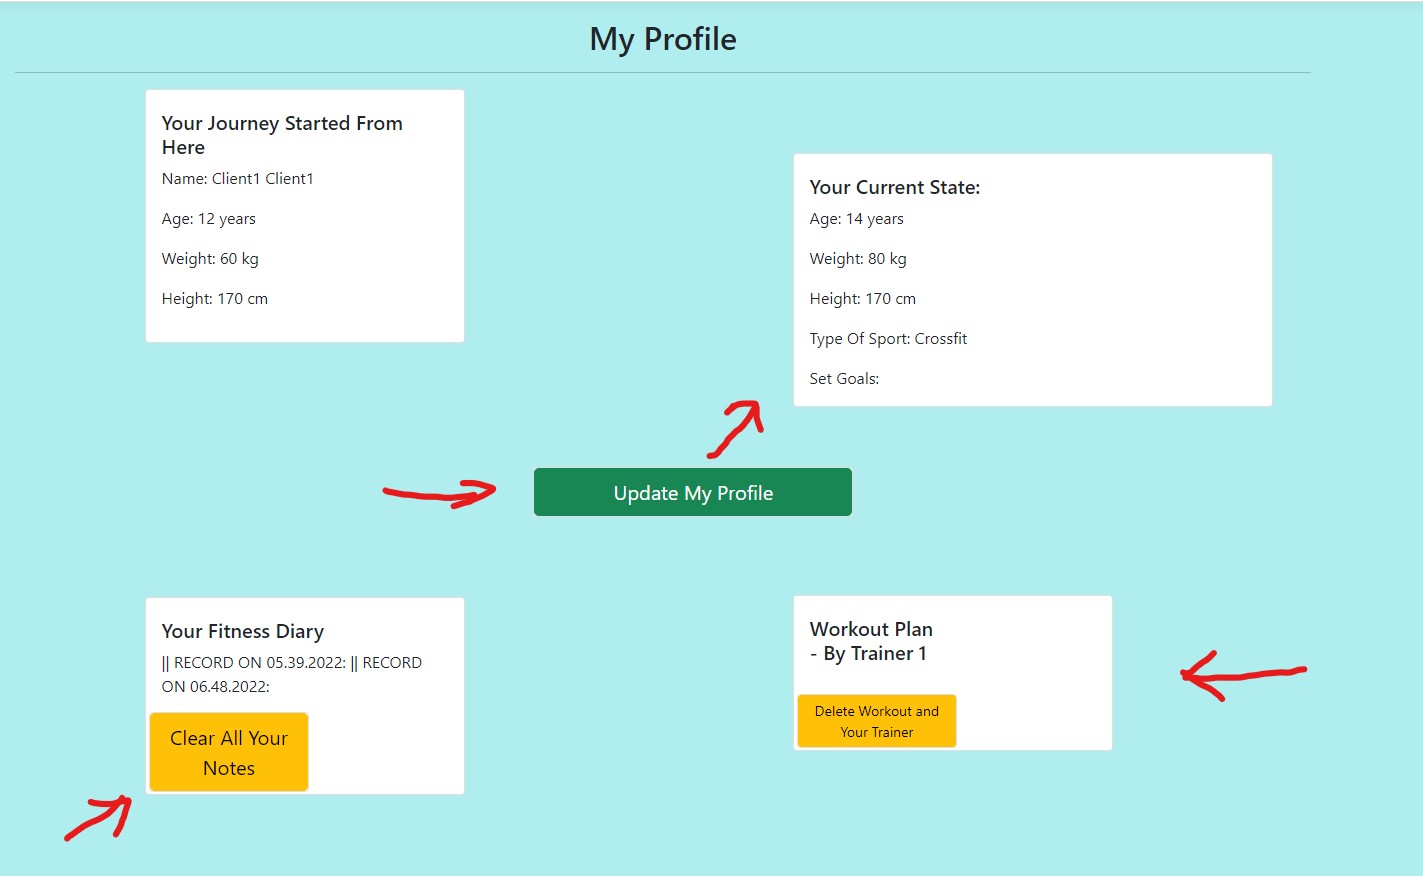 My Profile
Your Journey Started From
Here
Name: Client1 Client1
Age: 12 years
Weight: 60 kg
Height: 170 cm
Your Current State:
Age: 14 years
Weight: 80 kg
Height: 170 cm
Type Of Sport: Crossfit
Set Goals:
Update My Profile
Your Fitness Diary
|| RECORD ON 05.39.2022: || RECORD
ON 06.48.2022:
Clear All Your
Notes
Workout Plan
- By Trainer 1
Delete Workout and
Your Trainer